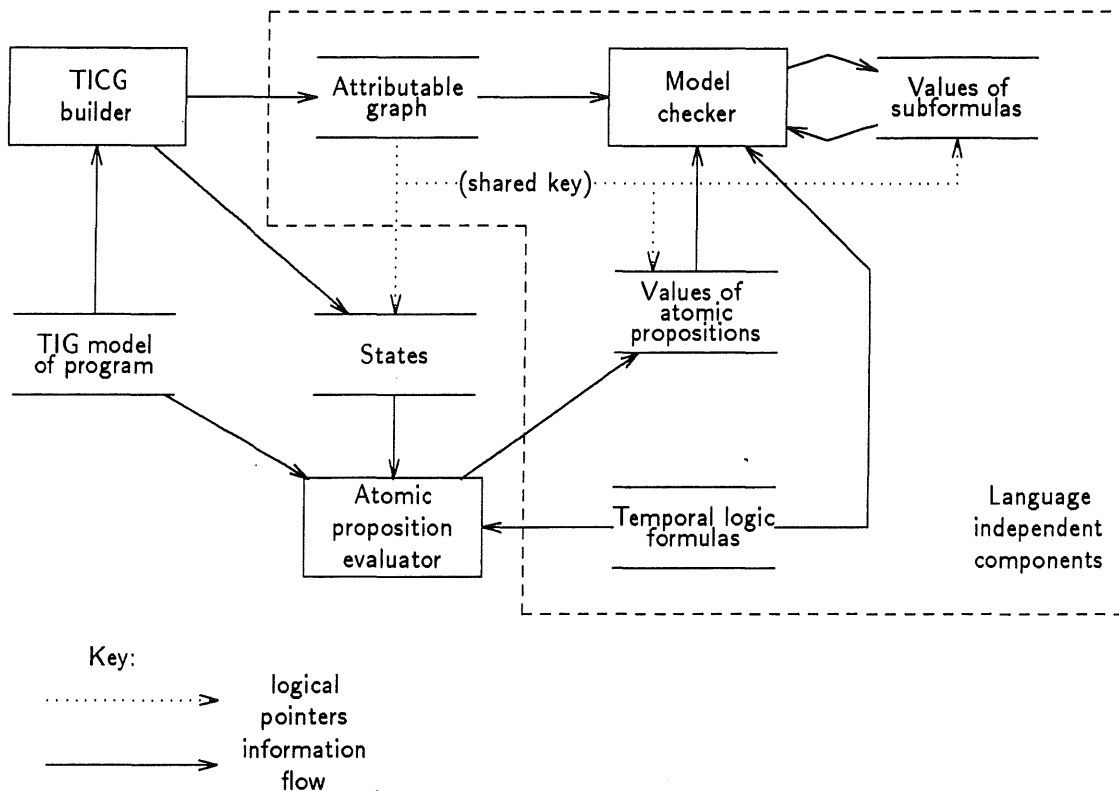 TICG
builder
Attributable
graph
Model
checker
Values of
subformulas
(shared key)
TIG model
of program
States
Values of
atomic
propositions
Atomic
proposition
evaluator
Temporal logic
formulas
Language
independent
components
Key:
logical
pointers
information
flow